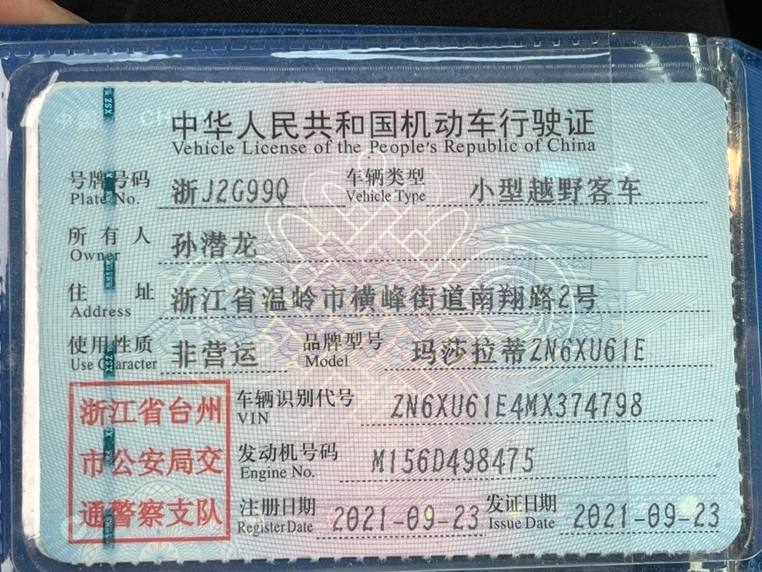 中华人民共和国机动车行驶证
Vehicle License of the People's Republic of China
号牌号码 浙J2G99Q 车辆类型 小型越野客车
Plate No. Vehicle Type
所有人 孙潜龙
Owner
住址 浙江省温岭市横峰街道南翔路2号
Address
使用性质 非营运 品牌型号 玛莎拉蒂ZN6XU61E
Use Character Model
浙江省台州
市公安局交
通警察支队
车辆识别代号 ZN6XU61E4MX374798
VIN
发动机号码 M156D498475
Engine No.
注册日期 2021-09-23 发证日期 2021-09-23
Register Date Issue Date